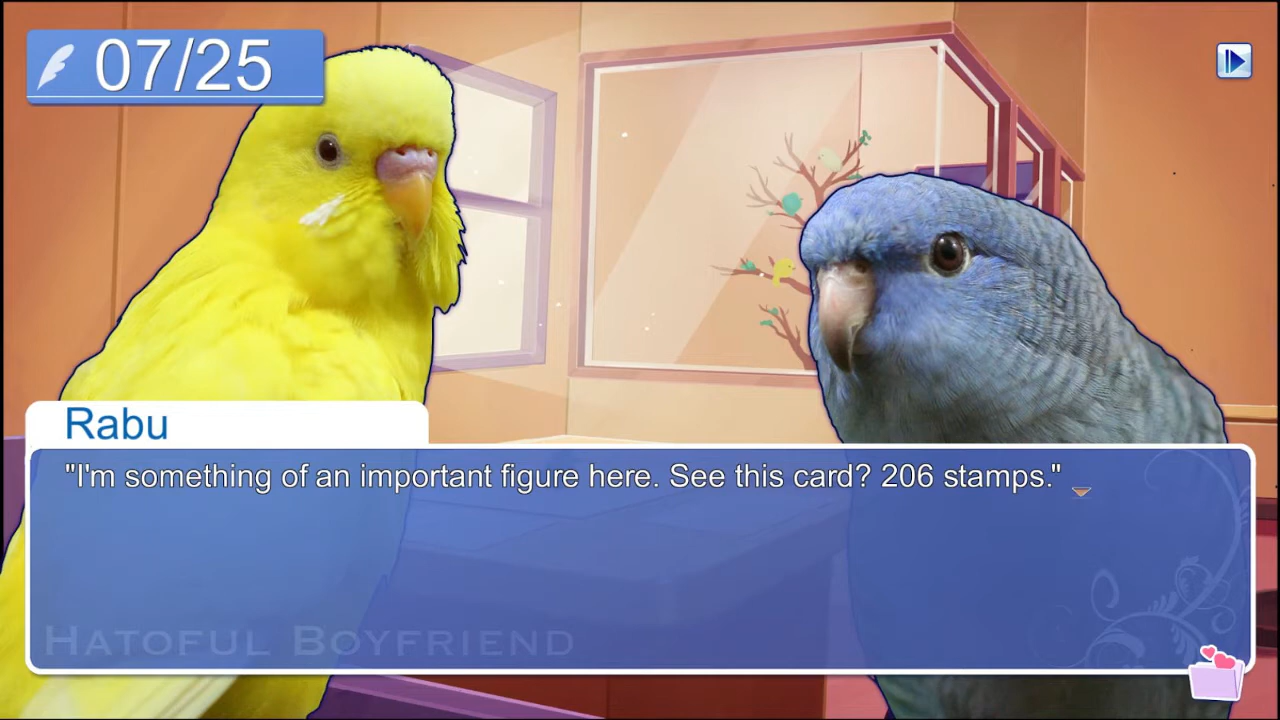 07/25
Rabu
"I'm something of an important figure here. See this card? 206 stamps."
HATOFUL BOYFRIEND